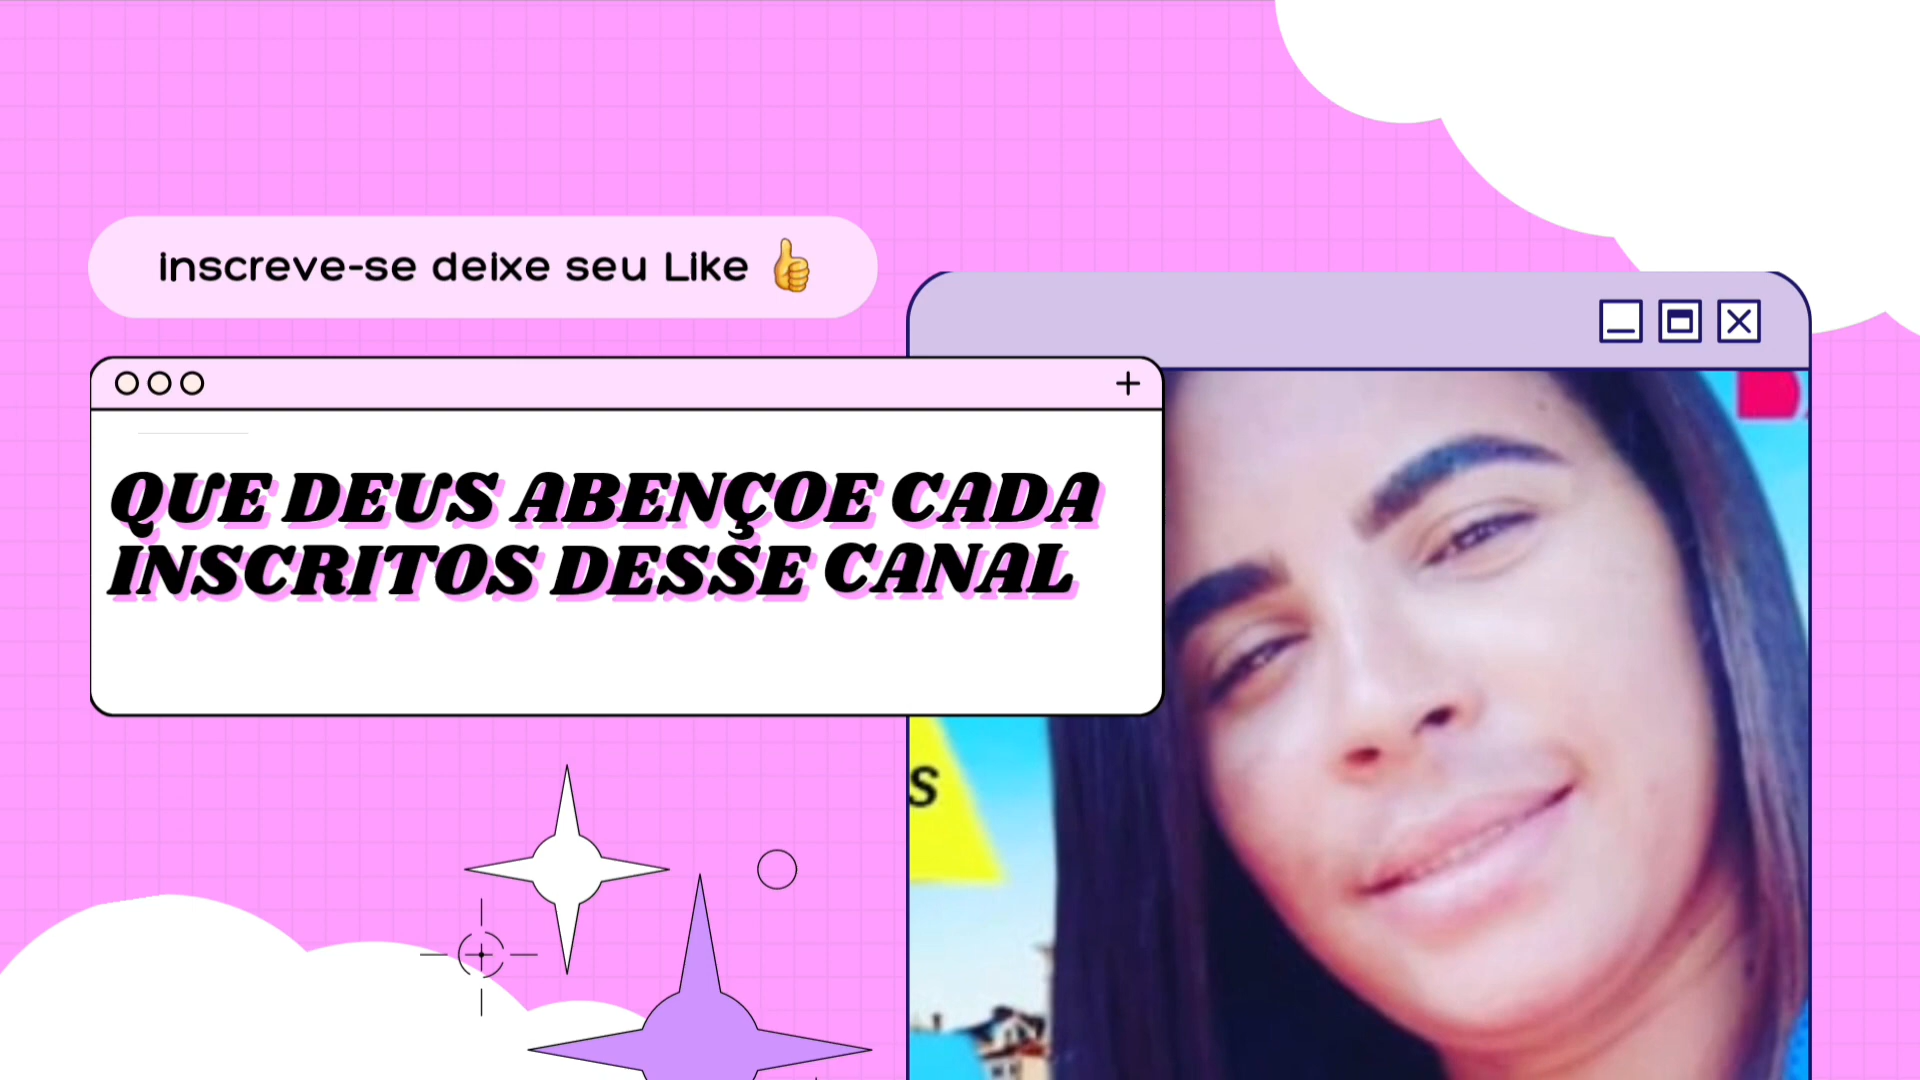 inscreve-se deixe seu Like 👍
QUE DEUS ABENÇOE CADA
INSCRITOS DESSE CANAL
S